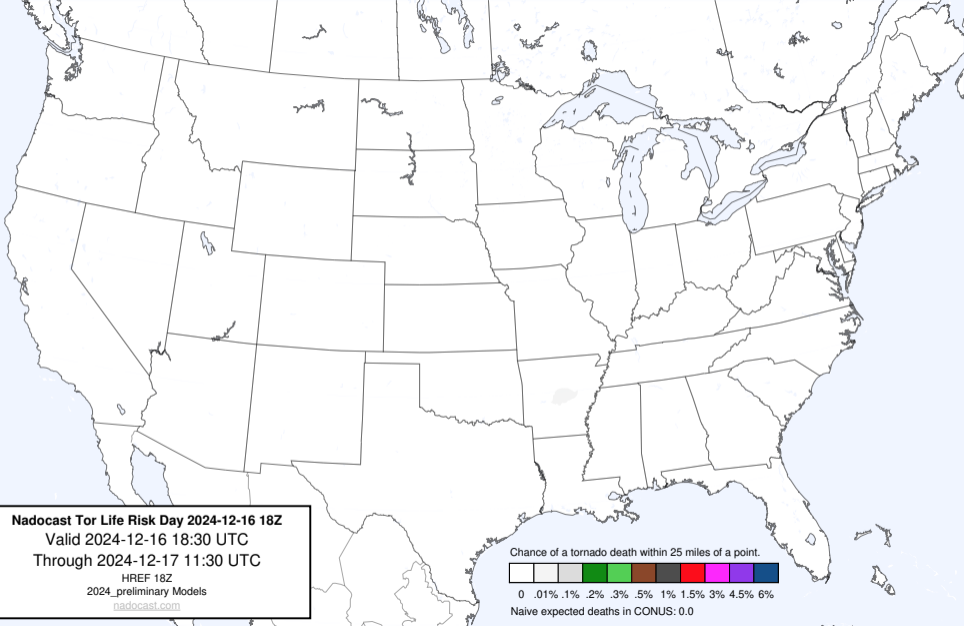 Nadocast Tor Life Risk Day 2024-12-16 18Z
Valid 2024-12-16 18:30 UTC
Through 2024-12-17 11:30 UTC
HREF 18Z
2024_preliminary Models
nadocast.com
Chance of a tornado death within 25 miles of a point.
0 .01% .1% .2% .3% .5% 1% 1.5% 3% 4.5% 6%
Naive expected deaths in CONUS: 0.0